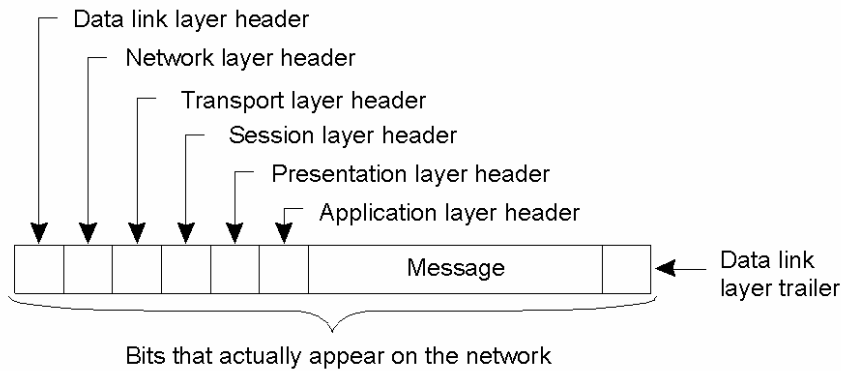 Data link layer header
Network layer header
Transport layer header
Session layer header
Presentation layer header
Application layer header
Message
Data link
layer trailer
Bits that actually appear on the network